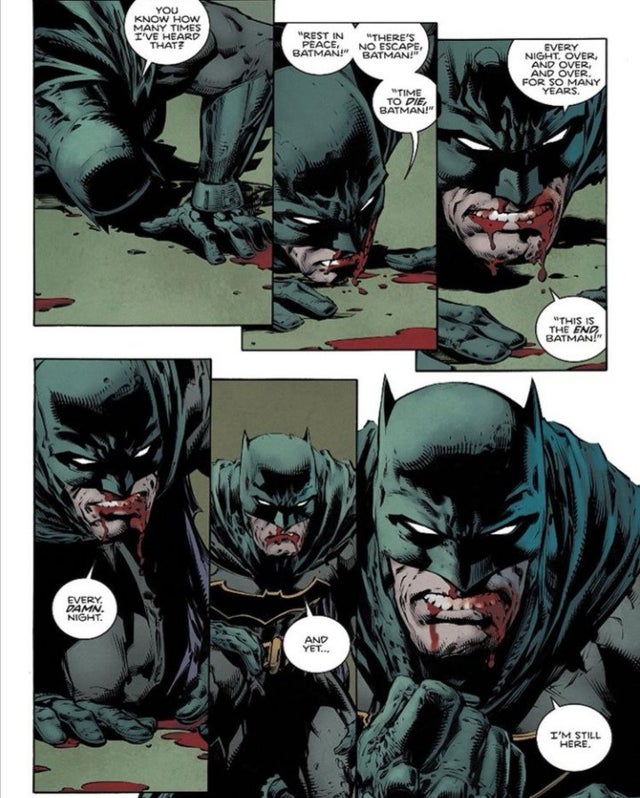 YOU
KNOW HOW
MANY TIMES
I'VE HEARD
THAT?
"REST IN
PEACE,
BATMAN!"
"THERE'S
NO ESCAPE,
BATMAN!"
"TIME
TO DIE,
BATMAN!"
EVERY
NIGHT. OVER,
AND OVER,
AND OVER.
FOR SO MANY
YEARS.
"THIS IS
THE END,
BATMAN!"
EVERY.
DAMN.
NIGHT.
AND
YET...
I'M STILL
HERE.